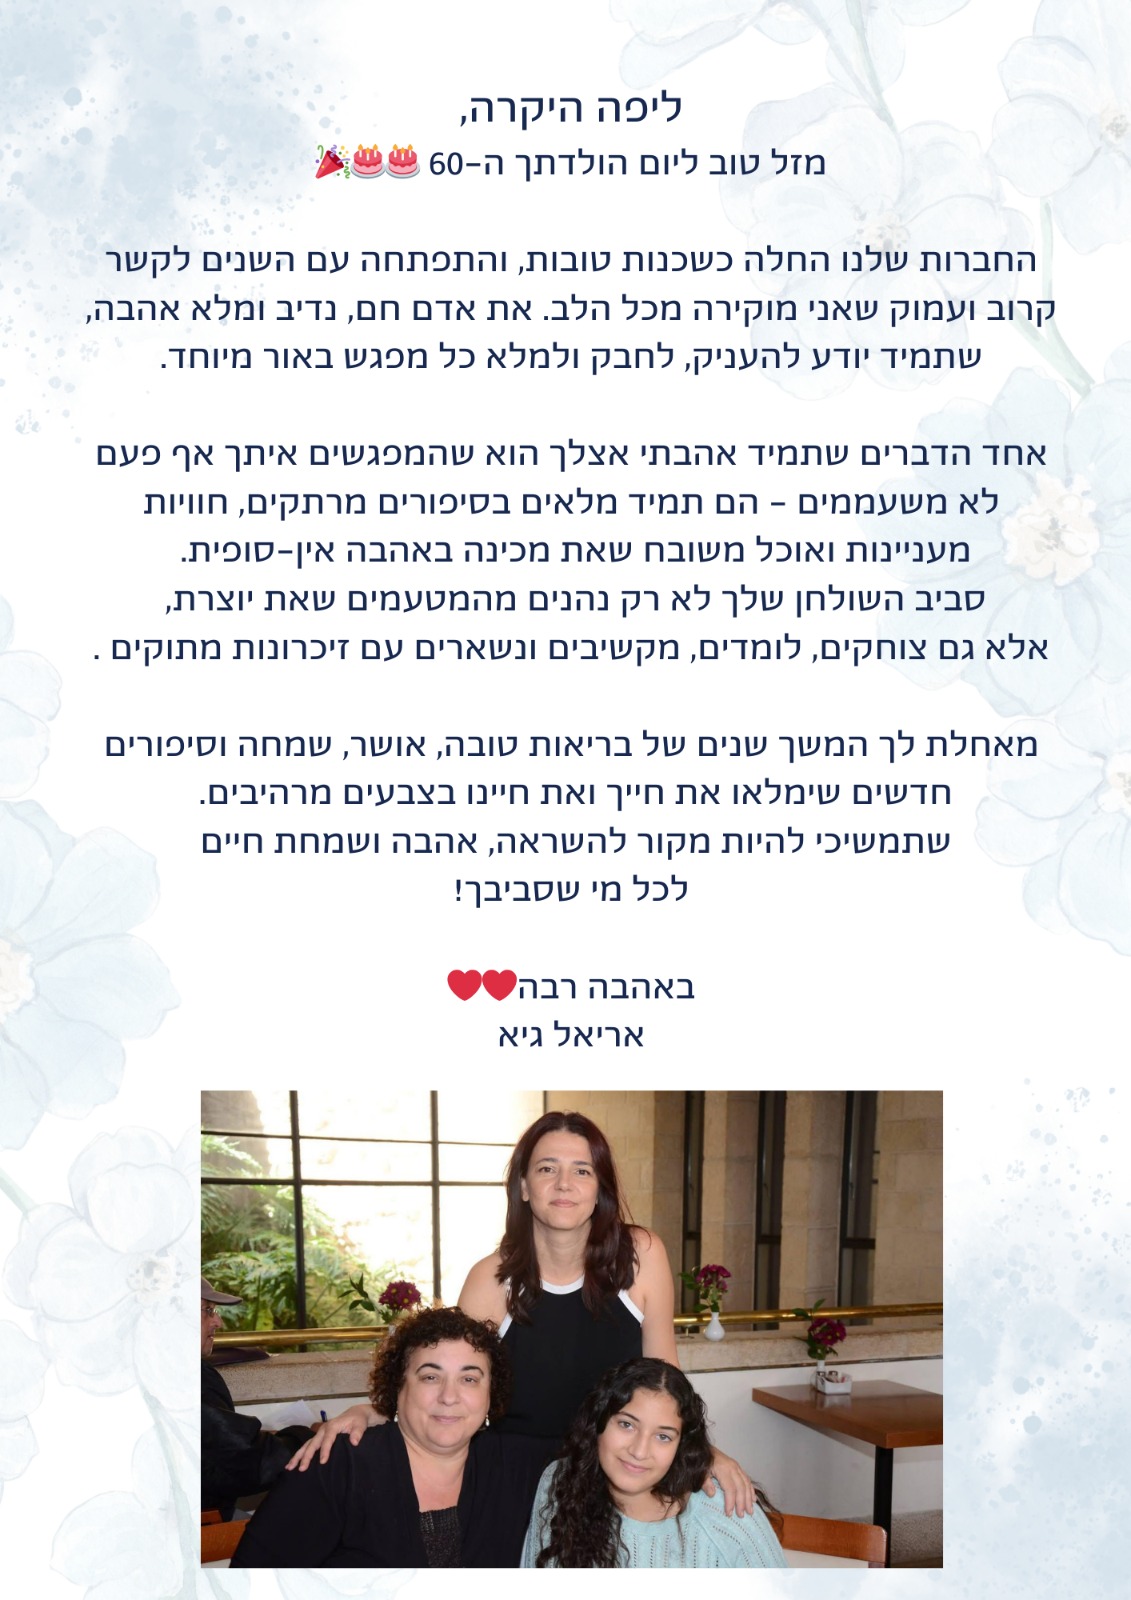 ליפה היקרה,
מזל טוב ליום הולדתך ה-60 🎂🎂🎉
החברות שלנו החלה כשכנות טובות, והתפתחה עם השנים לקשר
קרוב ועמוק שאני מוקירה מכל הלב. את אדם חם, נדיב ומלא אהבה,
שתמיד יודע להעניק, לחבק ולמלא כל מפגש באור מיוחד.
אחד הדברים שתמיד אהבתי אצלך הוא שהמפגשים איתך אף פעם
לא משעממים - הם תמיד מלאים בסיפורים מרתקים, חוויות
מעניינות ואוכל משובח שאת מכינה באהבה אין-סופית.
סביב השולחן שלך לא רק נהנים מהמטעמים שאת יוצרת,
אלא גם צוחקים, לומדים, מקשיבים ונשארים עם זיכרונות מתוקים .
מאחלת לך המשך שנים של בריאות טובה, אושר, שמחה וסיפורים
חדשים שימלאו את חייך ואת חיינו בצבעים מרהיבים.
שתמשיכי להיות מקור להשראה, אהבה ושמחת חיים
לכל מי שסביבך!
באהבה רבה❤️❤️
אריאל גיא